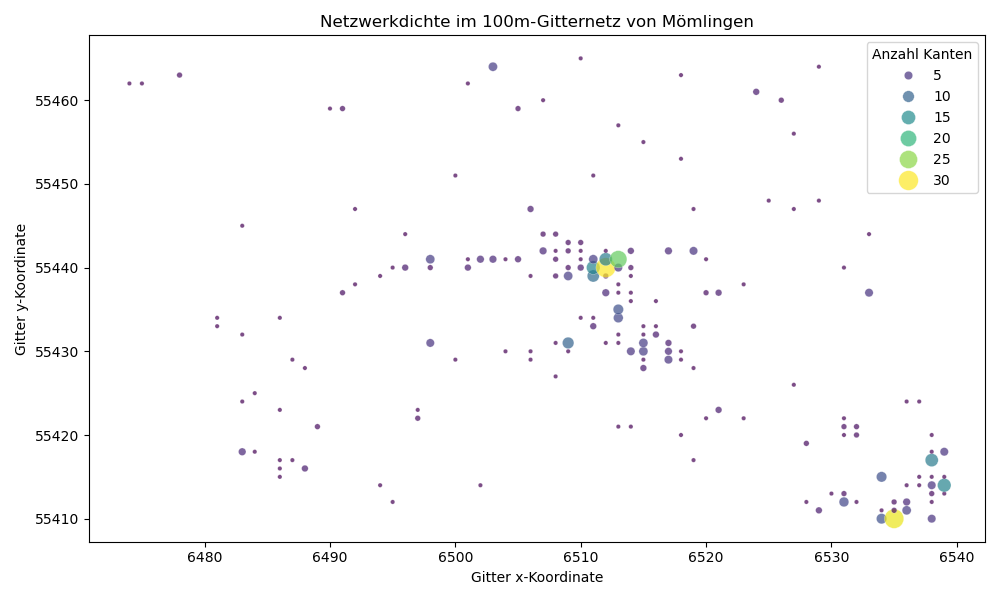 Netzwerkdichte im 100m-Gitternetz von Mömlingen
Anzahl Kanten
5
10
15
20
25
30
Gitter y-Koordinate
55460
55450
55440
55430
55420
55410
6480 6490 6500 6510 6520 6530 6540
Gitter x-Koordinate